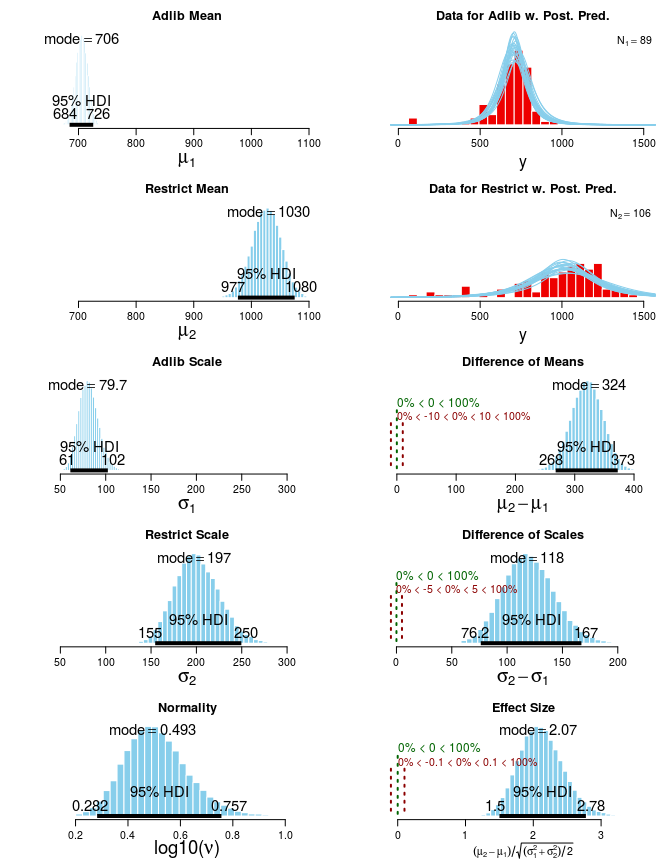 Adlib Mean
mode = 706
95% HDI
684 726
700 800 900 1000 1100
μ1
Data for Adlib w. Post. Pred.
N1 = 89
0 500 1000 1500
y
Restrict Mean
mode = 1030
95% HDI
977 1080
700 800 900 1000 1100
μ2
Data for Restrict w. Post. Pred.
N2 = 106
0 500 1000 1500
y
Adlib Scale
mode = 79.7
95% HDI
61 102
50 100 150 200 250 300
σ1
Difference of Means
mode = 324
0% < 0 < 100%
0% < -10 < 0% < 10 < 100%
95% HDI
268 373
0 100 200 300 400
μ2 − μ1
Restrict Scale
mode = 197
95% HDI
155 250
50 100 150 200 250 300
σ2
Difference of Scales
mode = 118
0% < 0 < 100%
0% < -5 < 0% < 5 < 100%
95% HDI
76.2 167
0 50 100 150 200
σ2 − σ1
Normality
mode = 0.493
95% HDI
0.282 0.757
0.2 0.4 0.6 0.8 1.0
log10(ν)
Effect Size
mode = 2.07
0% < 0 < 100%
0% < -0.1 < 0% < 0.1 < 100%
95% HDI
1.5 2.78
0 1 2 3
(μ2 − μ1)/√(σ1² + σ2²)/2